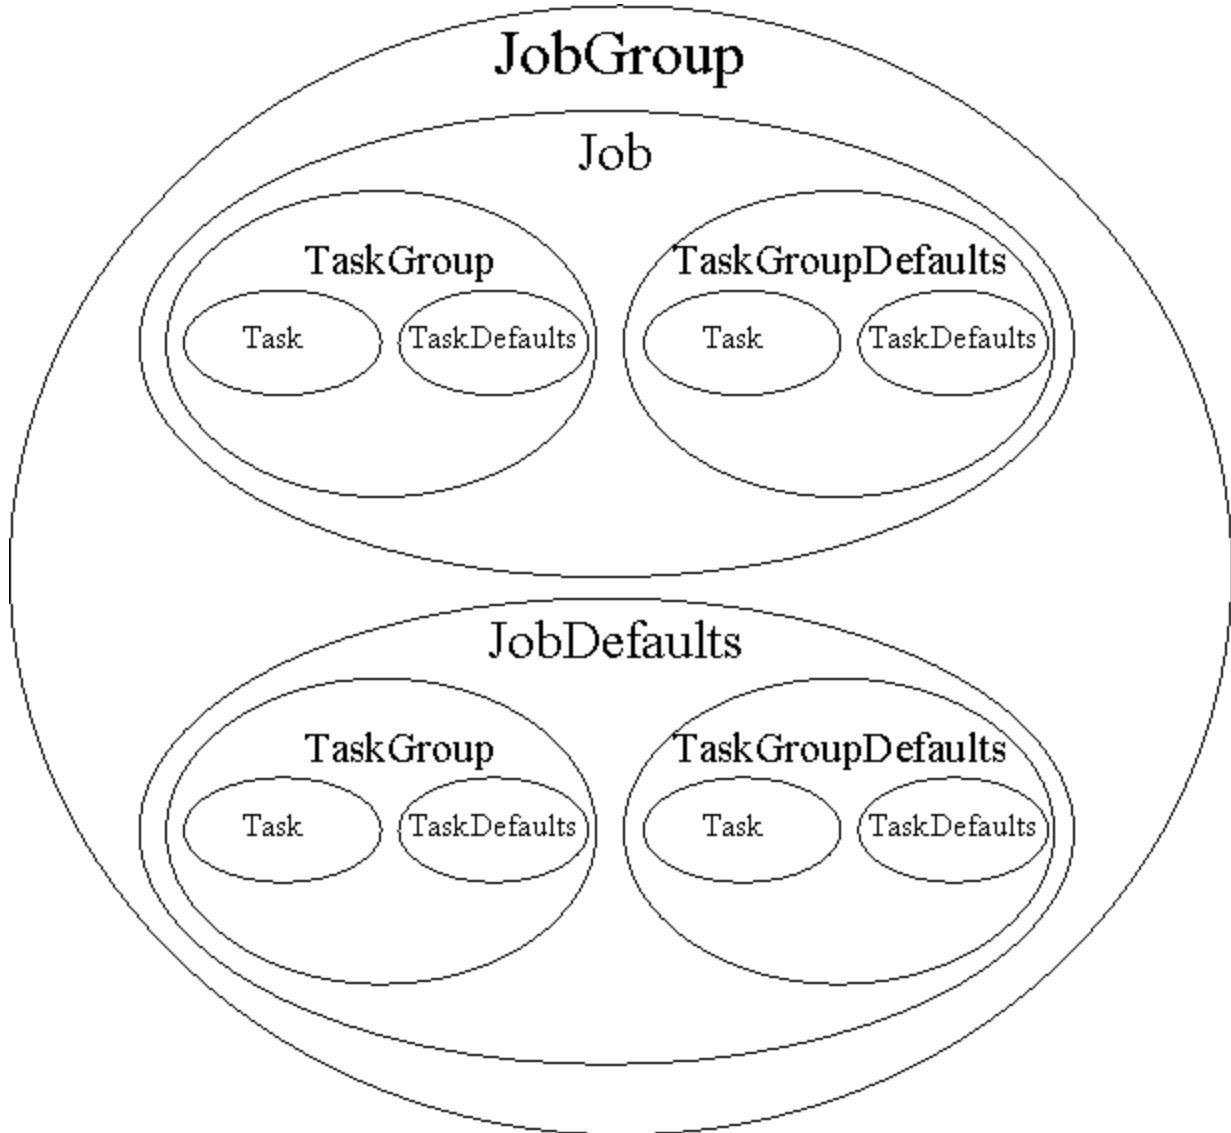 JobGroup
Job
TaskGroup
TaskGroupDefaults
Task
TaskDefaults
Task
TaskDefaults
JobDefaults
TaskGroup
TaskGroupDefaults
Task
TaskDefaults
Task
TaskDefaults